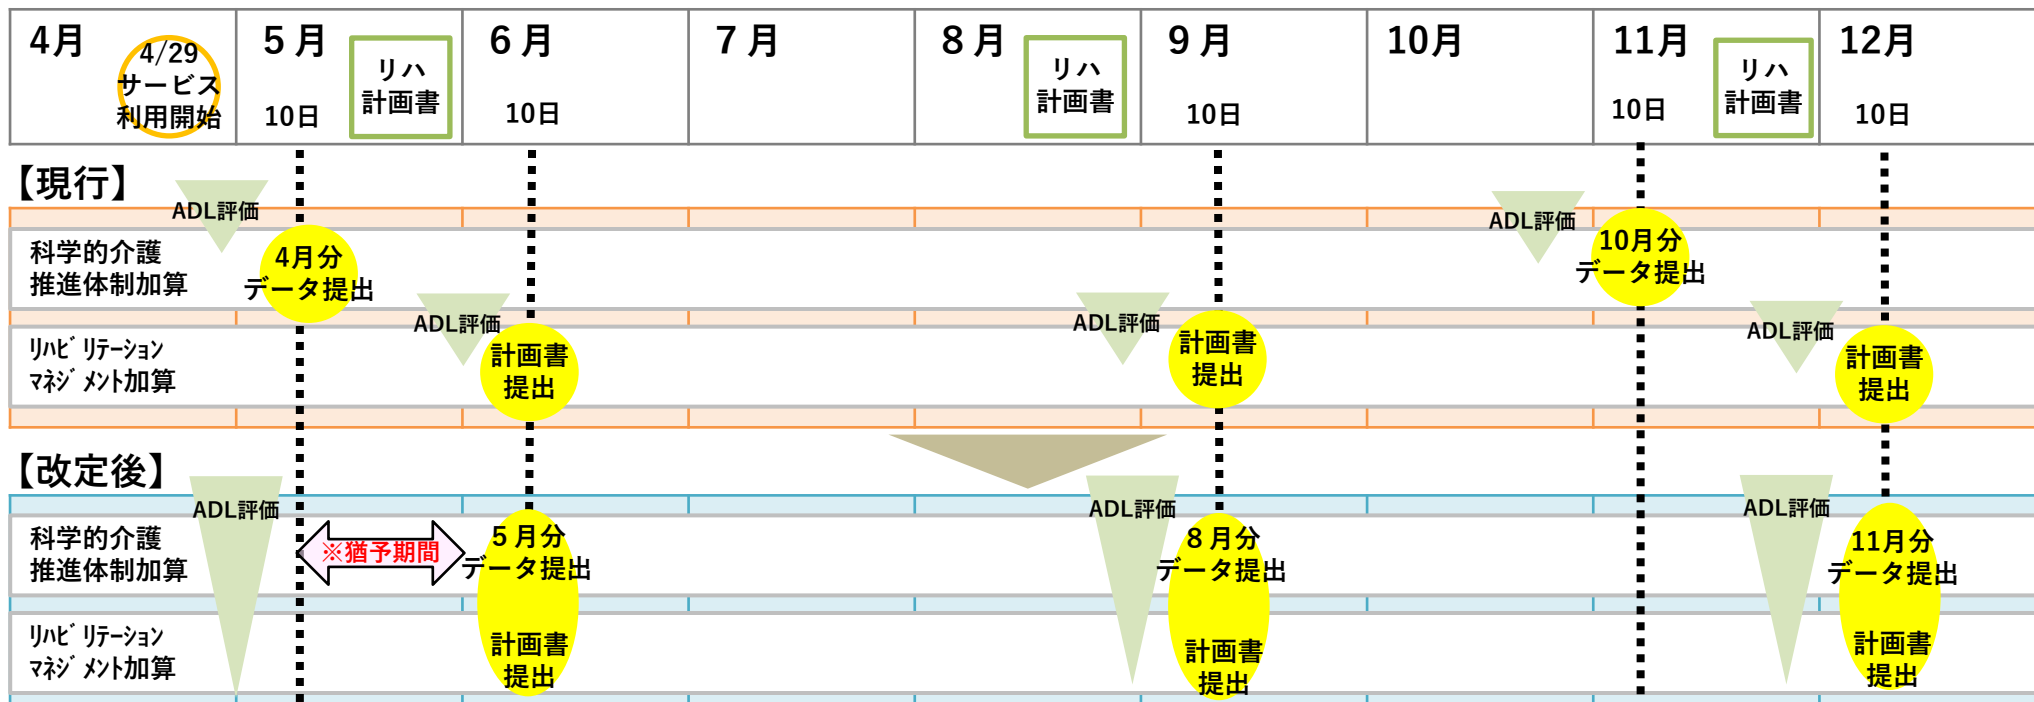 4月
4/29
サービス
利用開始
5月
10日
リハ
計画書
6月
10日
7月
8月
リハ
計画書
9月
10日
10月
11月
10日
リハ
計画書
12月
10日
【現行】
ADL評価
ADL評価
科学的介護
推進体制加算
4月分
データ提出
10月分
データ提出
ADL評価
ADL評価
ADL評価
リハビリテーション
マネジメント加算
計画書
提出
計画書
提出
計画書
提出
【改定後】
ADL評価
ADL評価
ADL評価
科学的介護
推進体制加算
※猶予期間
5月分
データ提出
8月分
データ提出
11月分
データ提出
リハビリテーション
マネジメント加算
計画書
提出
計画書
提出
計画書
提出